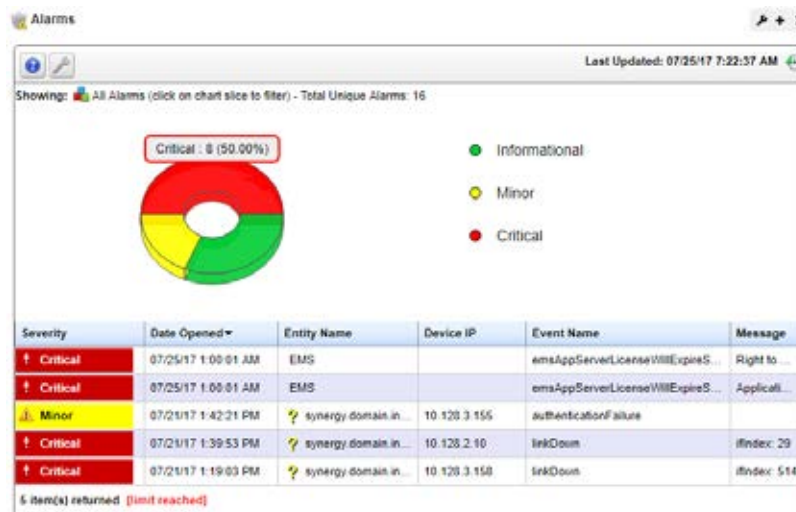 Alarms
Last Updated: 07/25/17 7:22:37 AM
Showing: All Alarms (click on chart slice to filter) - Total Unique Alarms: 16
Critical : 8 (50.00%)
Informational
Minor
Critical
Severity Date Opened Entity Name Device IP Event Name Message
Critical 07/25/17 1:00:01 AM EMS emsAppServerLicenseWillExpireS... Right to ...
Critical 07/25/17 1:00:01 AM EMS emsAppServerLicenseWillExpireS... Applicati...
Minor 07/21/17 1:42:21 PM synergy.domain.in... 10.128.3.155 authenticationFailure
Critical 07/21/17 1:39:53 PM synergy.domain.in... 10.128.2.10 linkDown ifIndex: 29
Critical 07/21/17 1:19:03 PM synergy.domain.in... 10.128.3.158 linkDown ifIndex: 514
5 item(s) returned [limit reached]